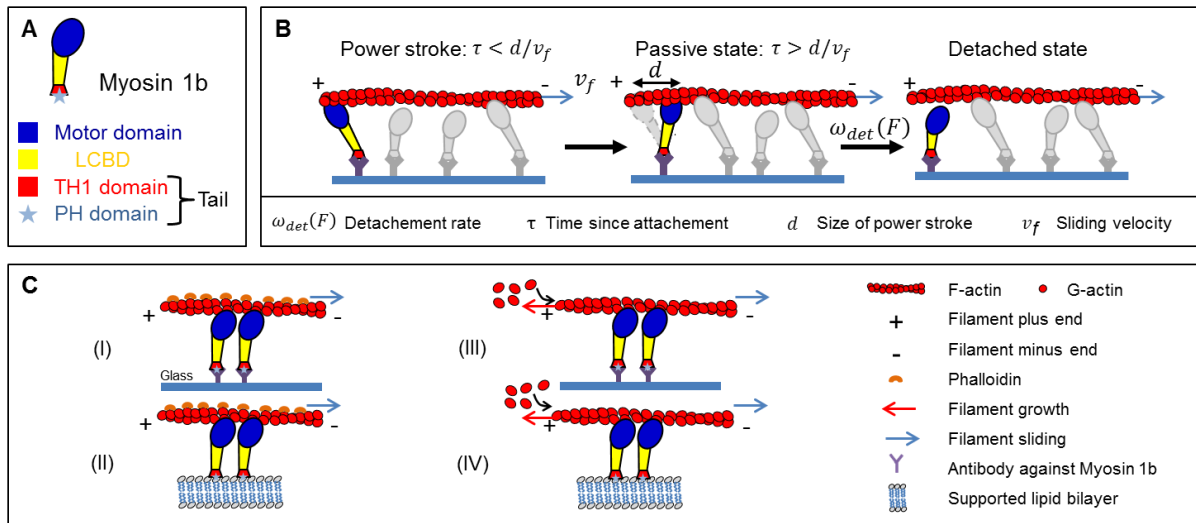 A
Myosin 1b
Motor domain
LCBD
TH1 domain
PH domain
Tail
B
Power stroke: τ < d/v_f
Passive state: τ > d/v_f
Detached state
+
-
v_f
+
d
-
ω_det(F)
+
-
ω_det(F) Detachement rate
τ Time since attachement
d Size of power stroke
v_f Sliding velocity
C
+
-
(I)
Glass
+
-
(II)
+
-
(III)
+
-
(IV)
F-actin
G-actin
+ Filament plus end
- Filament minus end
Phalloidin
Filament growth
Filament sliding
Antibody against Myosin 1b
Supported lipid bilayer